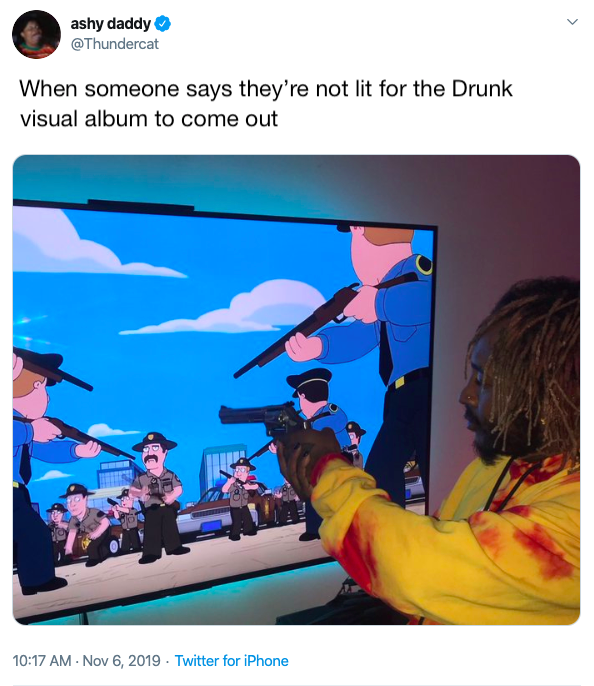 ashy daddy
@Thundercat
When someone says they’re not lit for the Drunk
visual album to come out
10:17 AM · Nov 6, 2019 · Twitter for iPhone